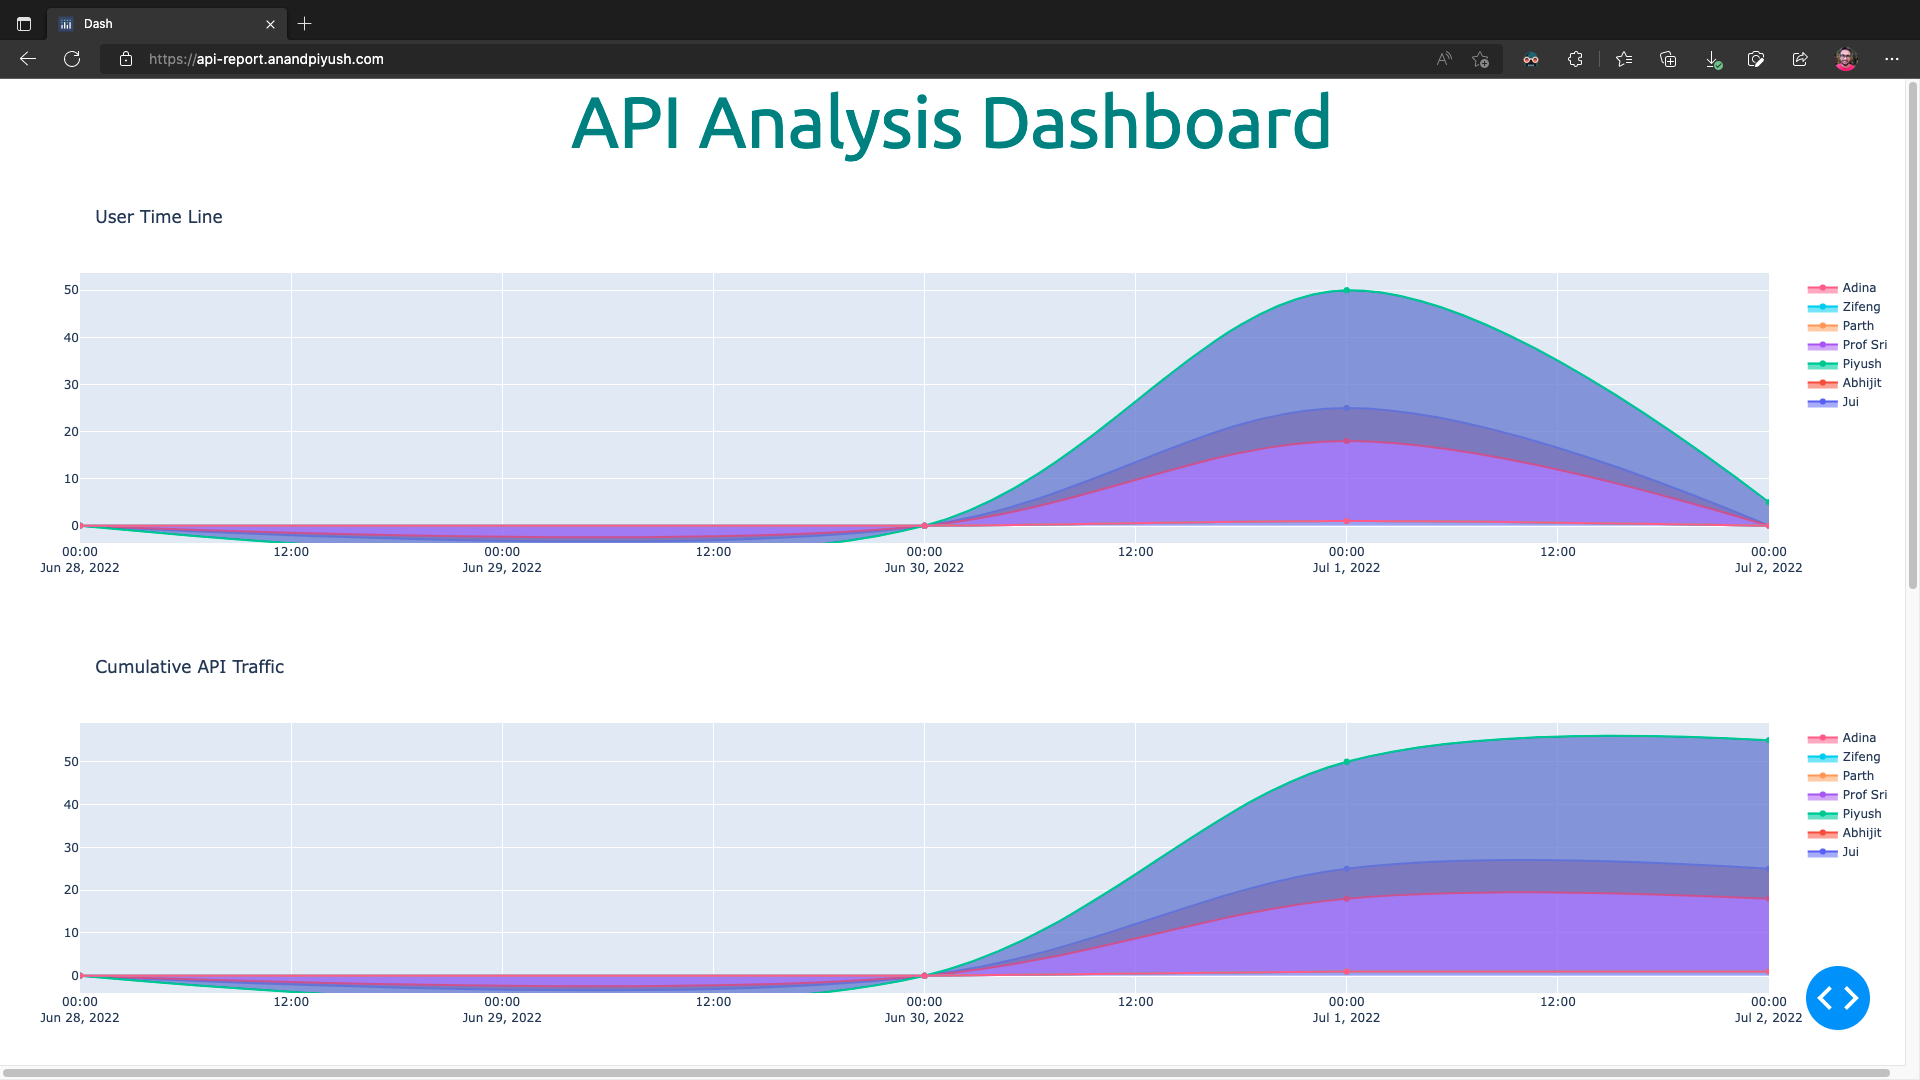 Dash
https://api-report.anandpiyush.com
API Analysis Dashboard
User Time Line
50
40
30
20
10
0
00:00 12:00 00:00 12:00 00:00 12:00 00:00 12:00 00:00
Jun 28, 2022 Jun 29, 2022 Jun 30, 2022 Jul 1, 2022 Jul 2, 2022
Adina
Zifeng
Parth
Prof Sri
Piyush
Abhijit
Jui
Cumulative API Traffic
50
40
30
20
10
0
00:00 12:00 00:00 12:00 00:00 12:00 00:00 12:00 00:00
Jun 28, 2022 Jun 29, 2022 Jun 30, 2022 Jul 1, 2022 Jul 2, 2022
Adina
Zifeng
Parth
Prof Sri
Piyush
Abhijit
Jui